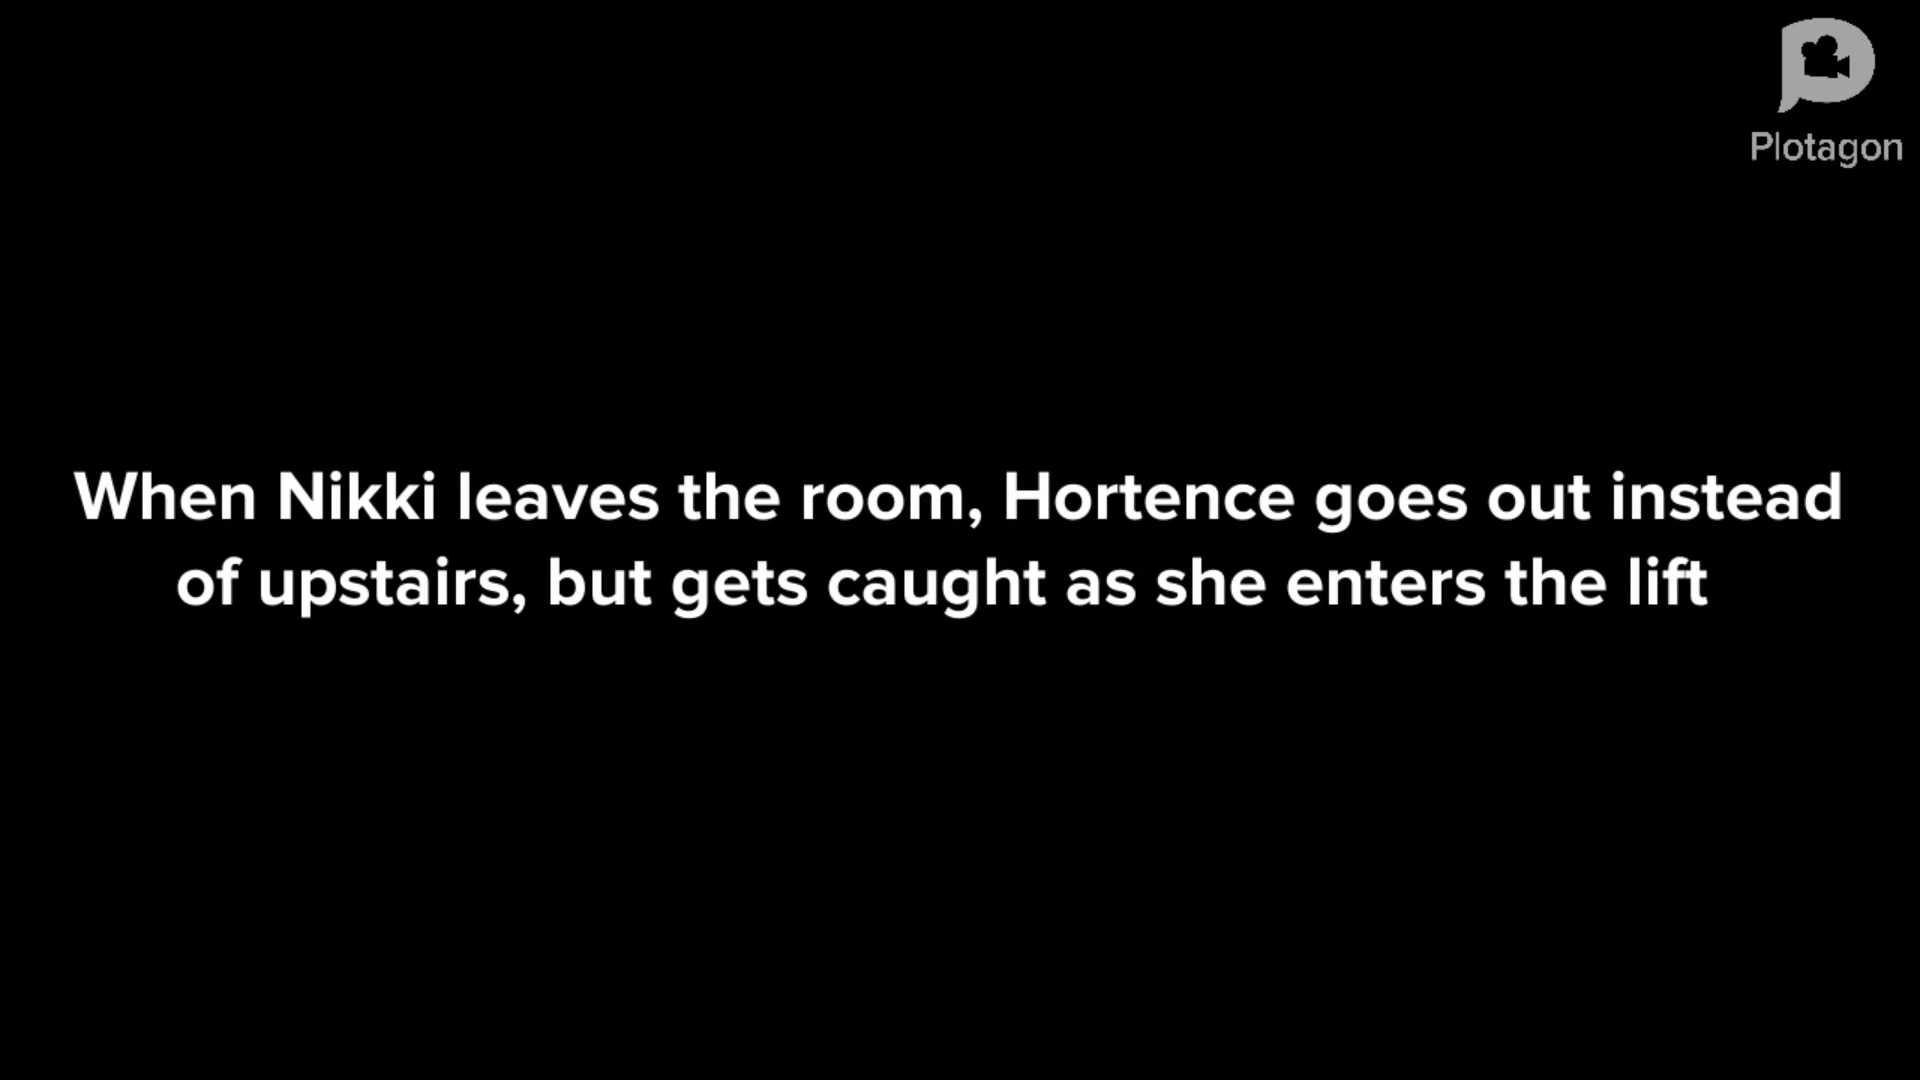 Plotagon
When Nikki leaves the room, Hortence goes out instead
of upstairs, but gets caught as she enters the lift